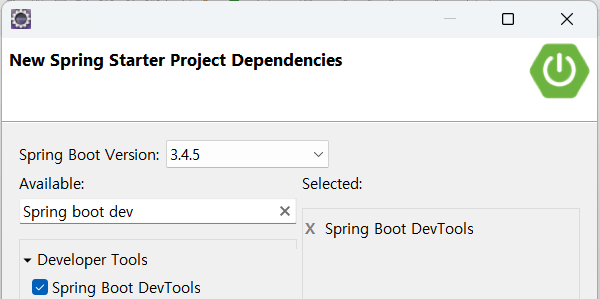 New Spring Starter Project Dependencies
Spring Boot Version: 3.4.5
Available:
Selected:
Spring boot dev
X Spring Boot DevTools
Developer Tools
Spring Boot DevTools